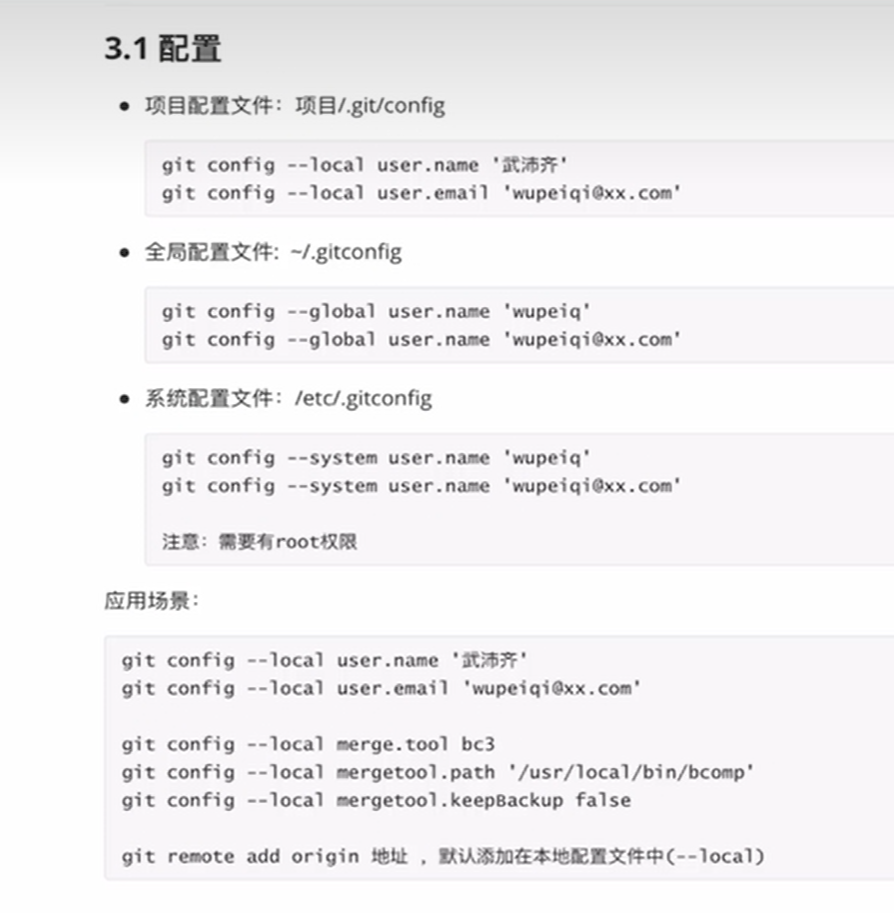 3.1 配置
项目配置文件：项目/.git/config
git config --local user.name '武沛齐'
git config --local user.email 'wupeiqi@xx.com'
全局配置文件：~/.gitconfig
git config --global user.name 'wupeiq'
git config --global user.name 'wupeiqi@xx.com'
系统配置文件：/etc/.gitconfig
git config --system user.name 'wupeiq'
git config --system user.name 'wupeiqi@xx.com'
注意：需要有root权限
应用场景：
git config --local user.name '武沛齐'
git config --local user.email 'wupeiqi@xx.com'
git config --local merge.tool bc3
git config --local mergetool.path '/usr/local/bin/bcomp'
git config --local mergetool.keepBackup false
git remote add origin 地址 ，默认添加在本地配置文件中(--local)